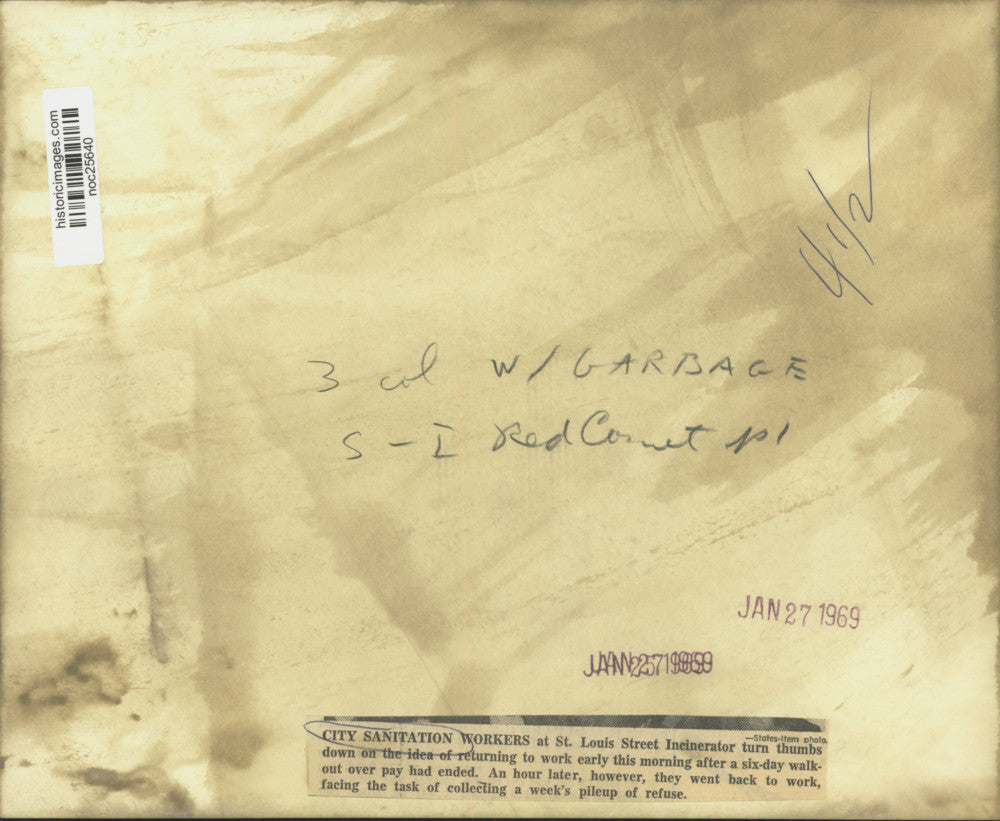 historicimages.com
noc25640
4 1/2
3 col W/ GARBAGE
S-I Red Comet p1
JAN 27 1969
—States-Item photo
CITY SANITATION WORKERS at St. Louis Street Incinerator turn thumbs
down on the idea of returning to work early this morning after a six-day walk-
out over pay had ended. An hour later, however, they went back to work,
facing the task of collecting a week's pileup of refuse.